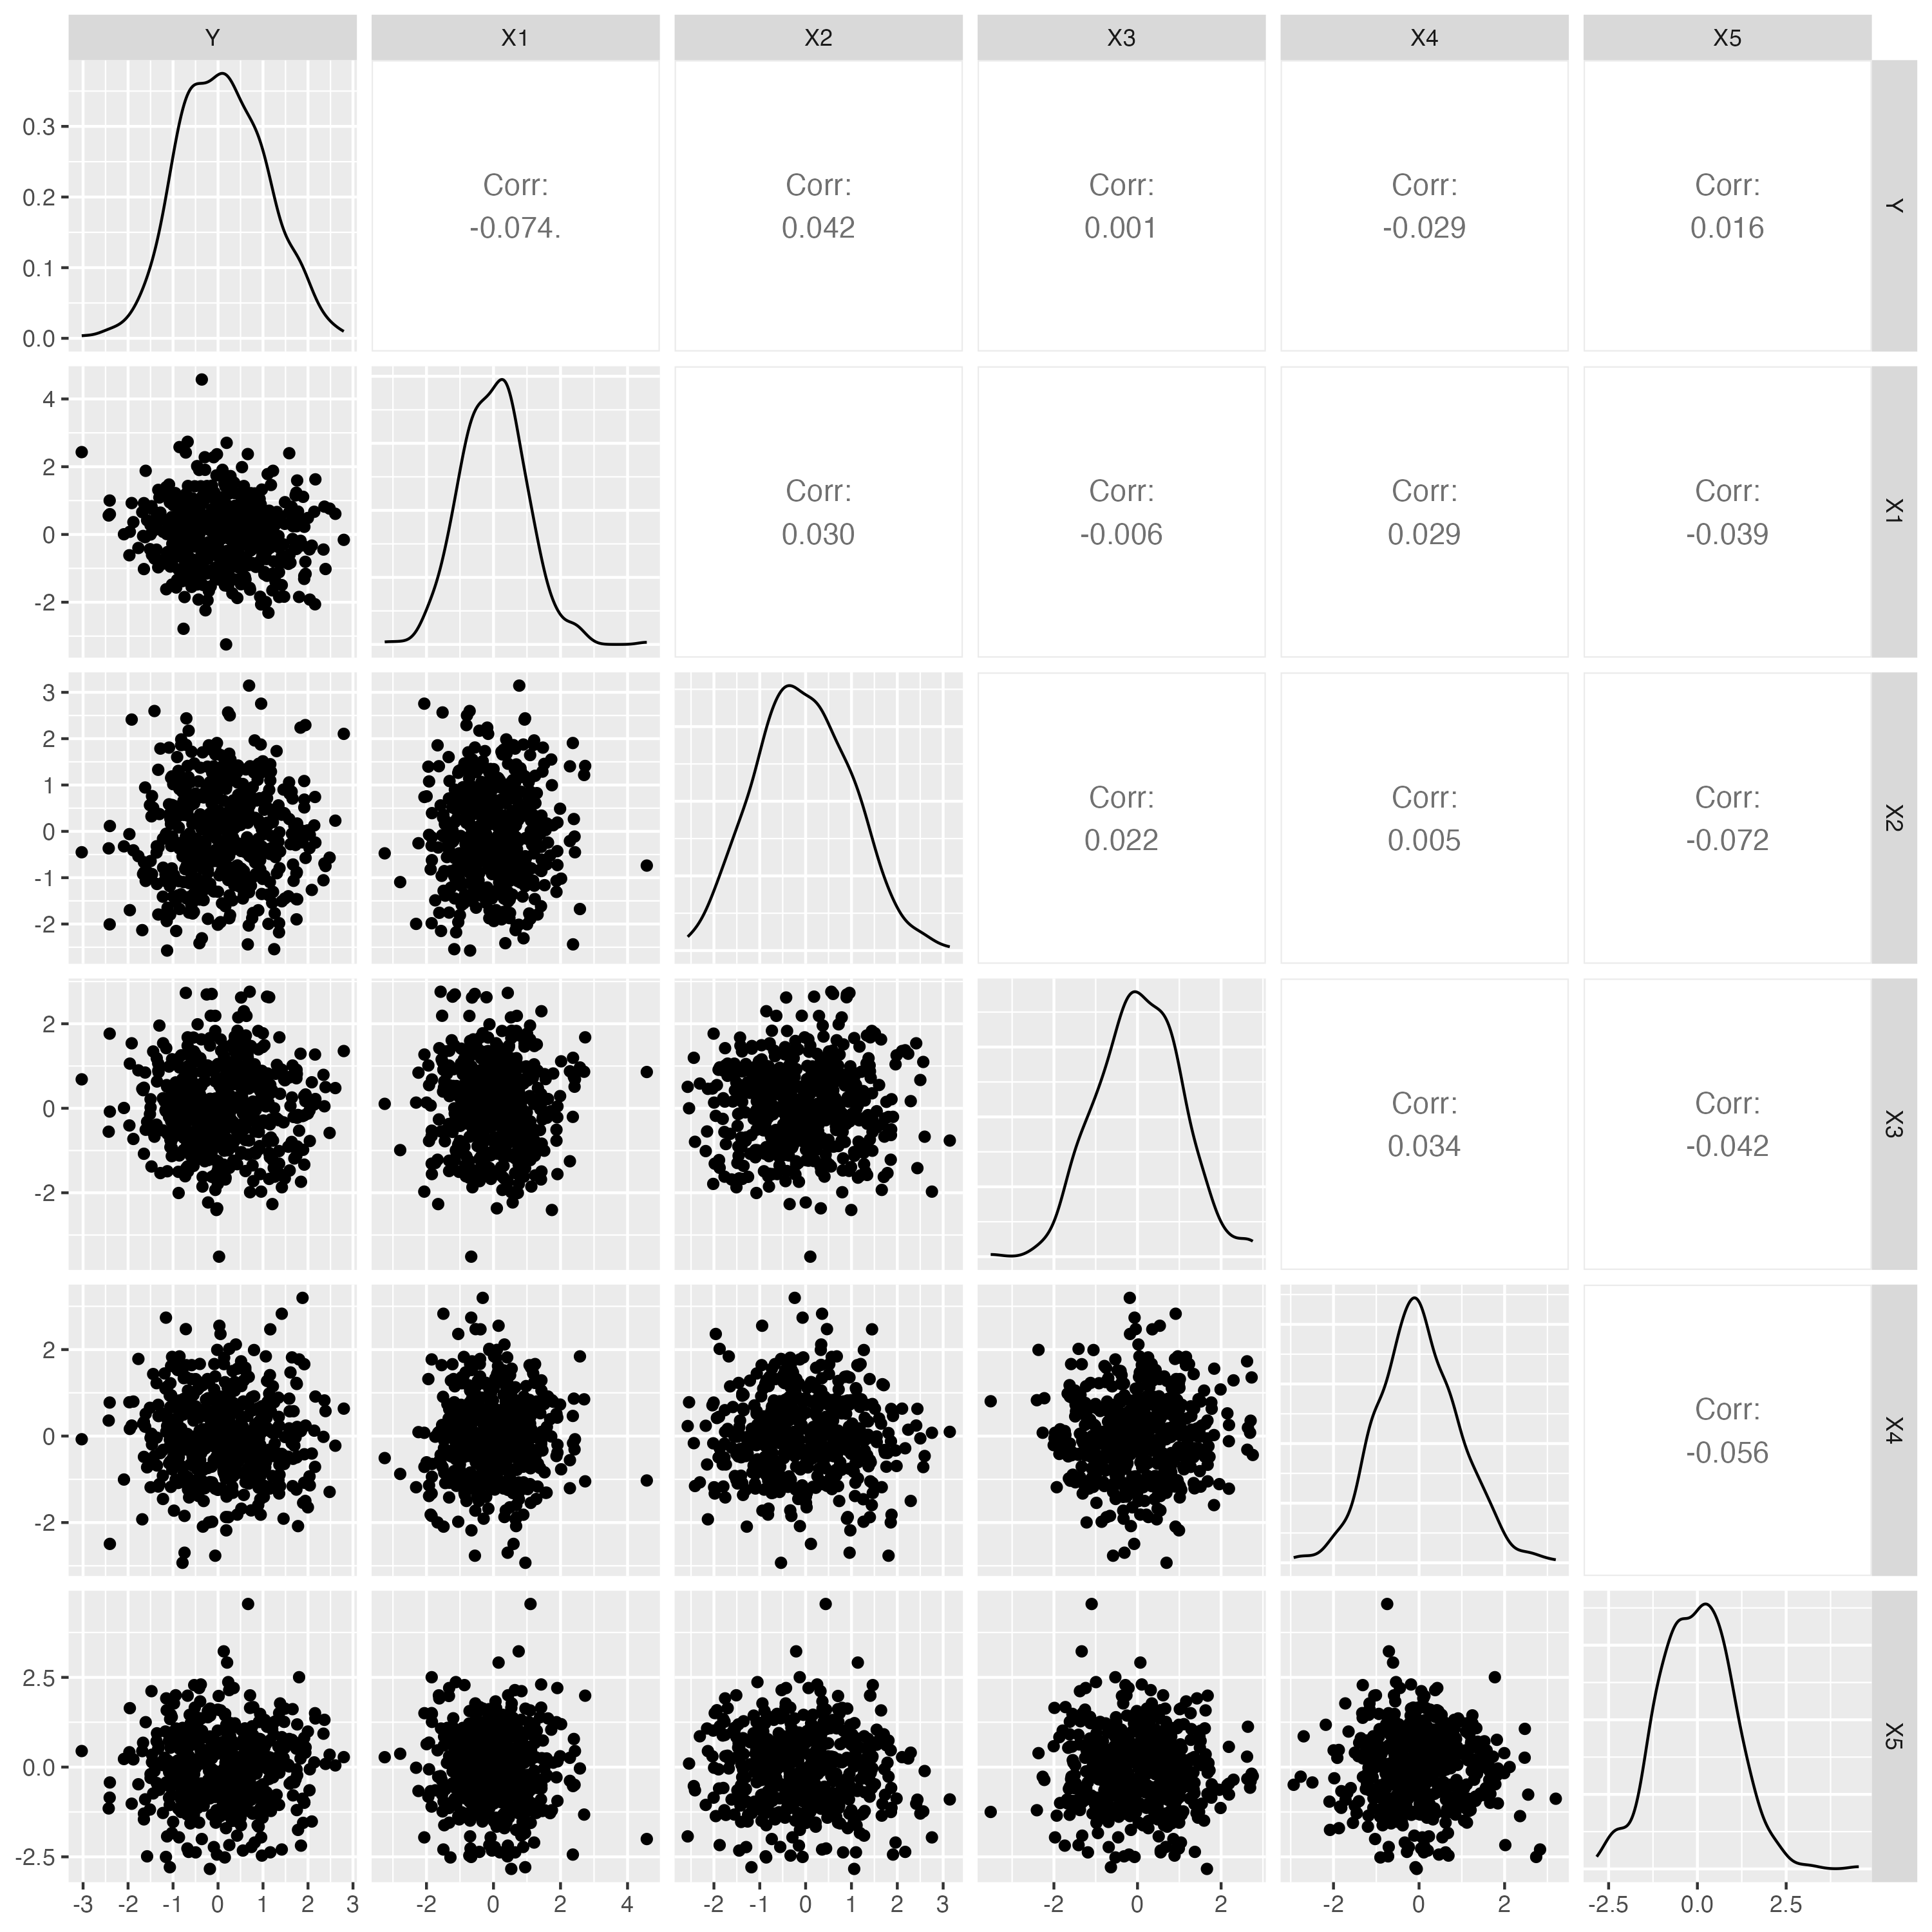 Y X1 X2 X3 X4 X5
0.3
0.2
0.1
0.0
Corr:
-0.074.
Corr:
0.042
Corr:
0.001
Corr:
-0.029
Corr:
0.016
Y
4
2
0
-2
Corr:
0.030
Corr:
-0.006
Corr:
0.029
Corr:
-0.039
X1
3
2
1
0
-1
-2
Corr:
0.022
Corr:
0.005
Corr:
-0.072
X2
2
0
-2
Corr:
0.034
Corr:
-0.042
X3
2
0
-2
Corr:
-0.056
X4
2.5
0.0
-2.5
X5
-3 -2 -1 0 1 2 3 -2 0 2 4 -2 -1 0 1 2 3 -2 0 2 -2 0 2 -2.5 0.0 2.5